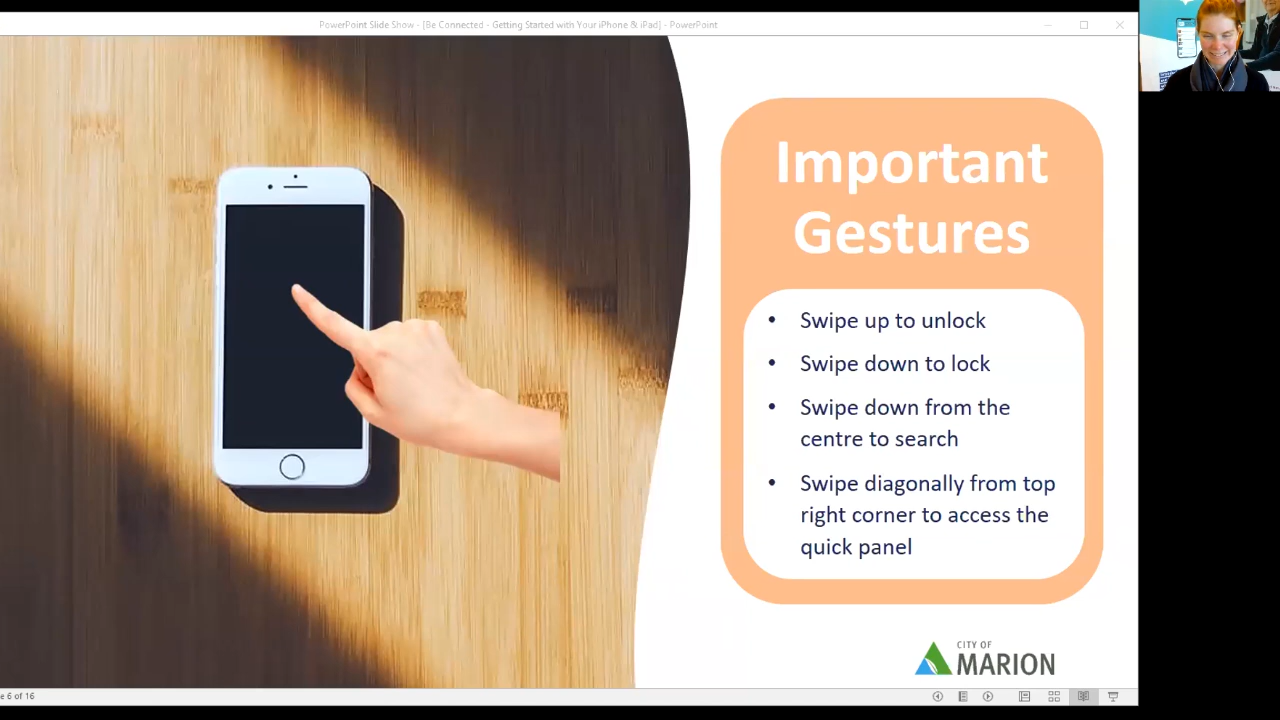 PowerPoint Slide Show - [Be Connected - Getting Started with Your iPhone & iPad] - PowerPoint
Important
Gestures
• Swipe up to unlock
• Swipe down to lock
• Swipe down from the
centre to search
• Swipe diagonally from top
right corner to access the
quick panel
CITY OF
MARION
e 6 of 16